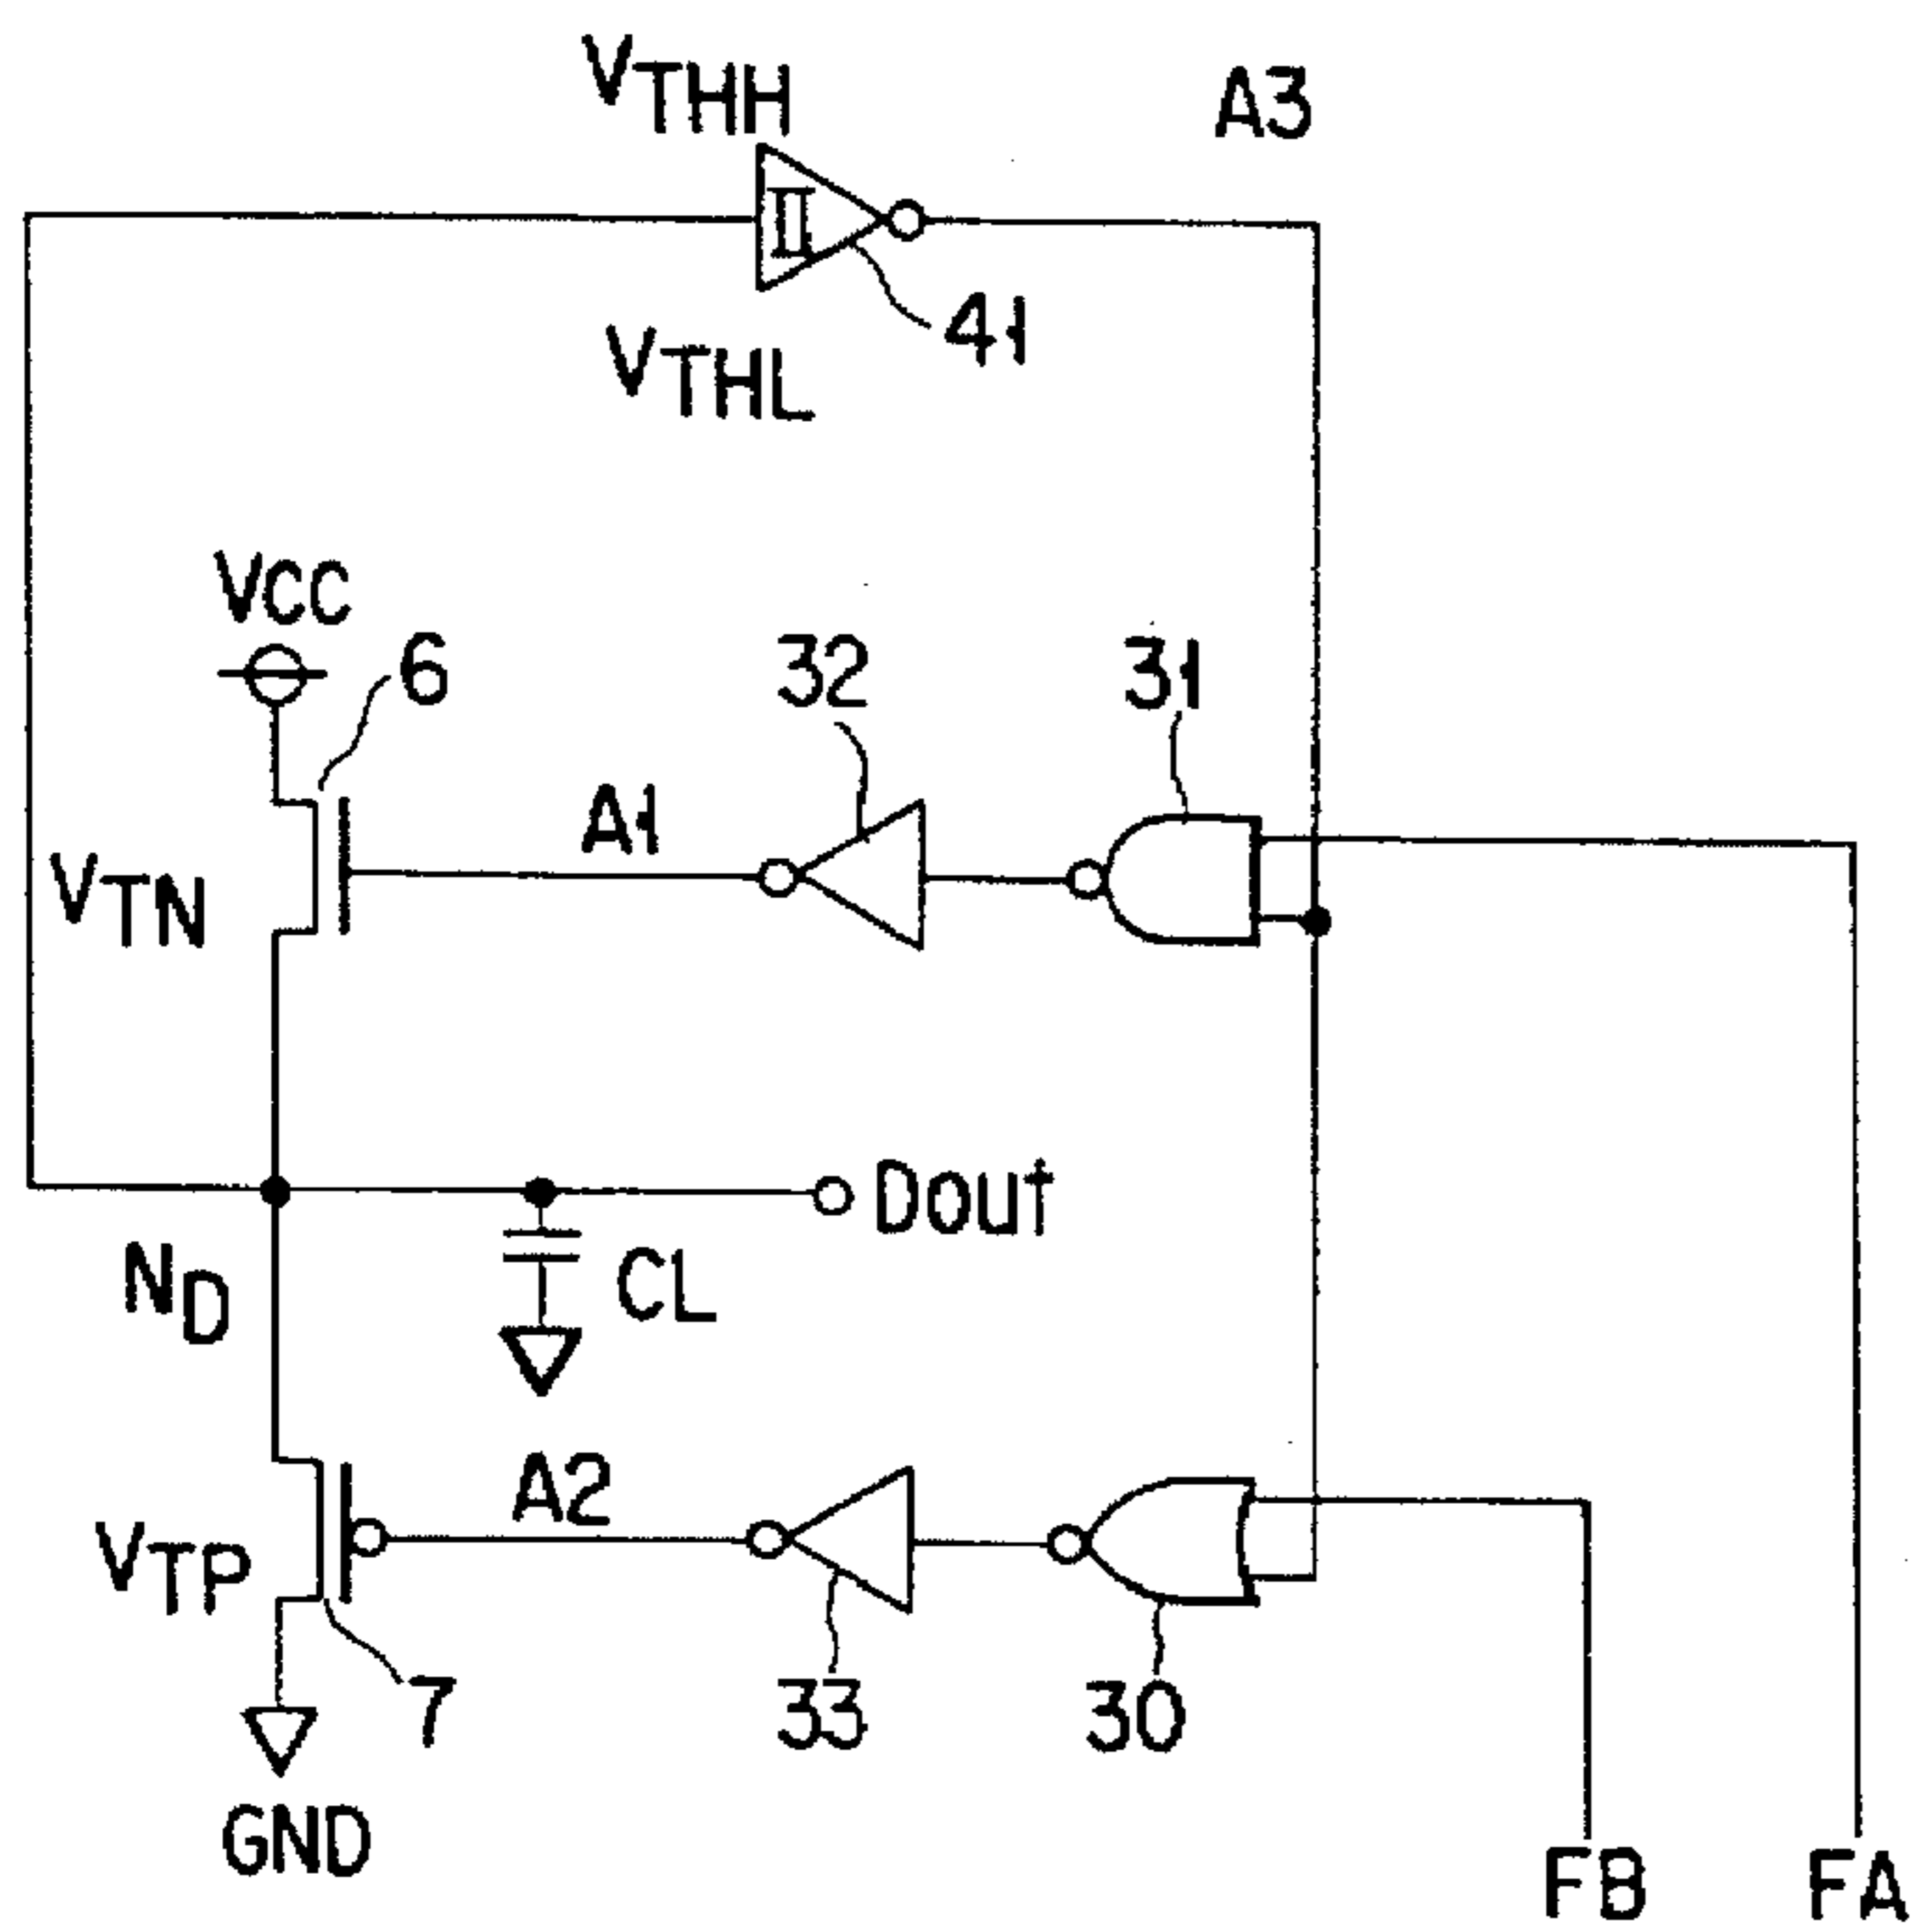 VTHH
A3
41
VTHL
VCC
6
32
31
A1
VTN
Dout
CL
ND
A2
VTP
7
33
30
GND
FB
FA